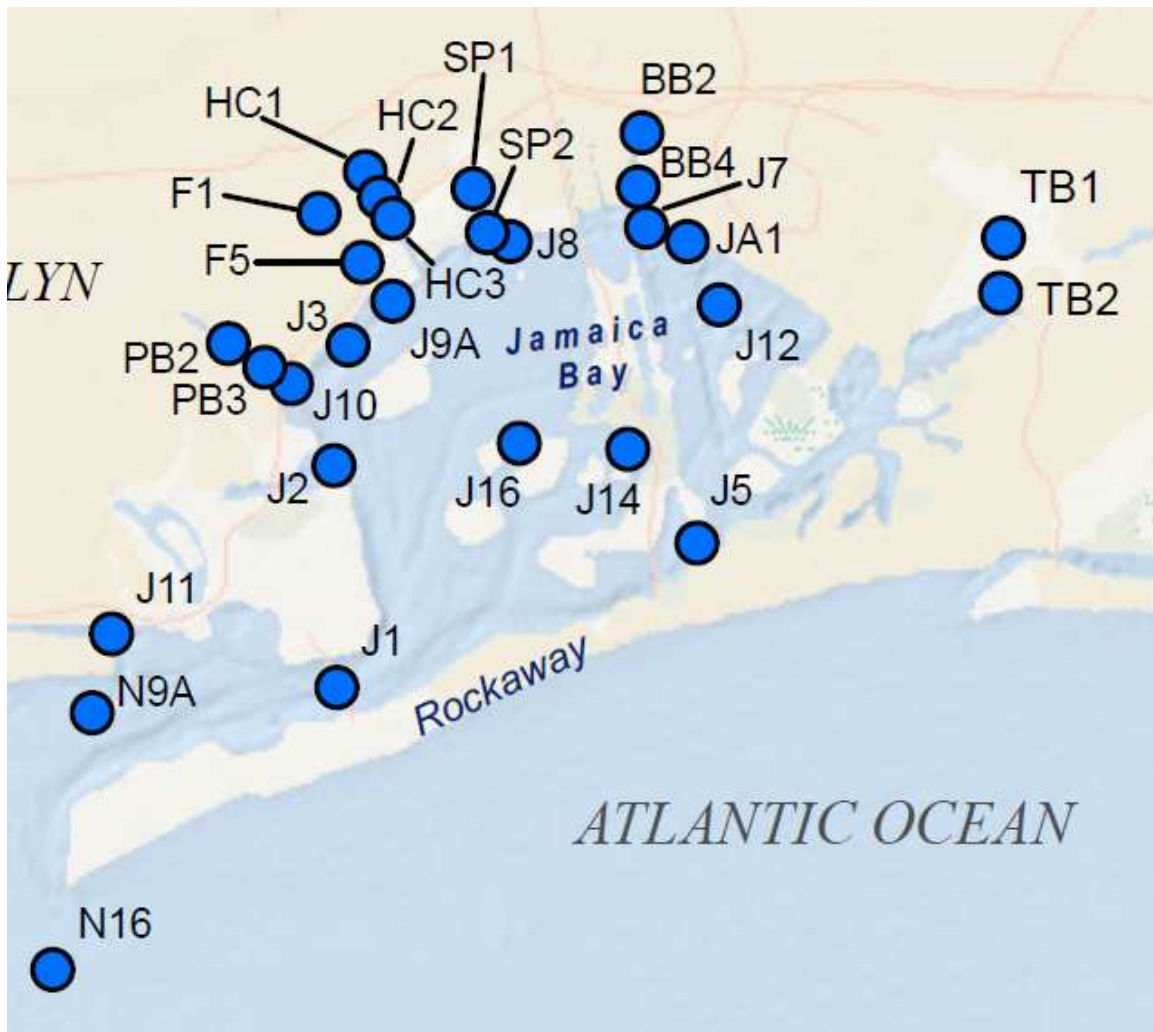 SP1
BB2
HC1
HC2
SP2
BB4
J7
F1
TB1
JA1
J8
F5
LYN
HC3
TB2
J3
J9A
Jamaica
Bay
J12
PB2
PB3
J10
J2
J16
J14
J5
J11
J1
N9A
Rockaway
ATLANTIC OCEAN
N16